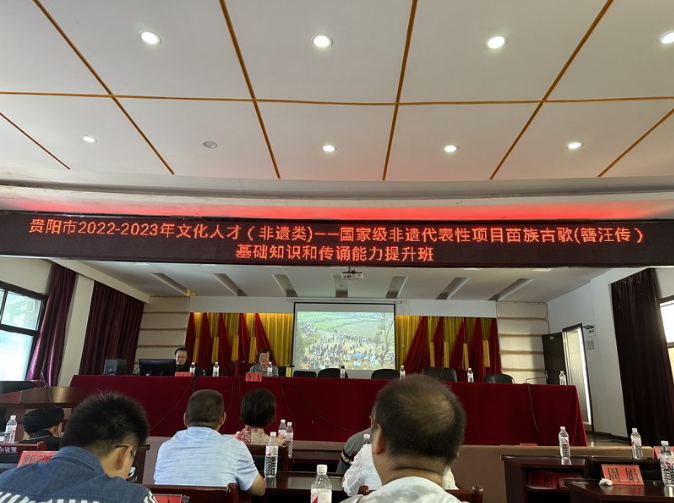 贵阳市2022-2023年文化人才（非遗类)--国家级非遗代表性项目苗族古歌(簪汪传）
基础知识和传诵能力提升班